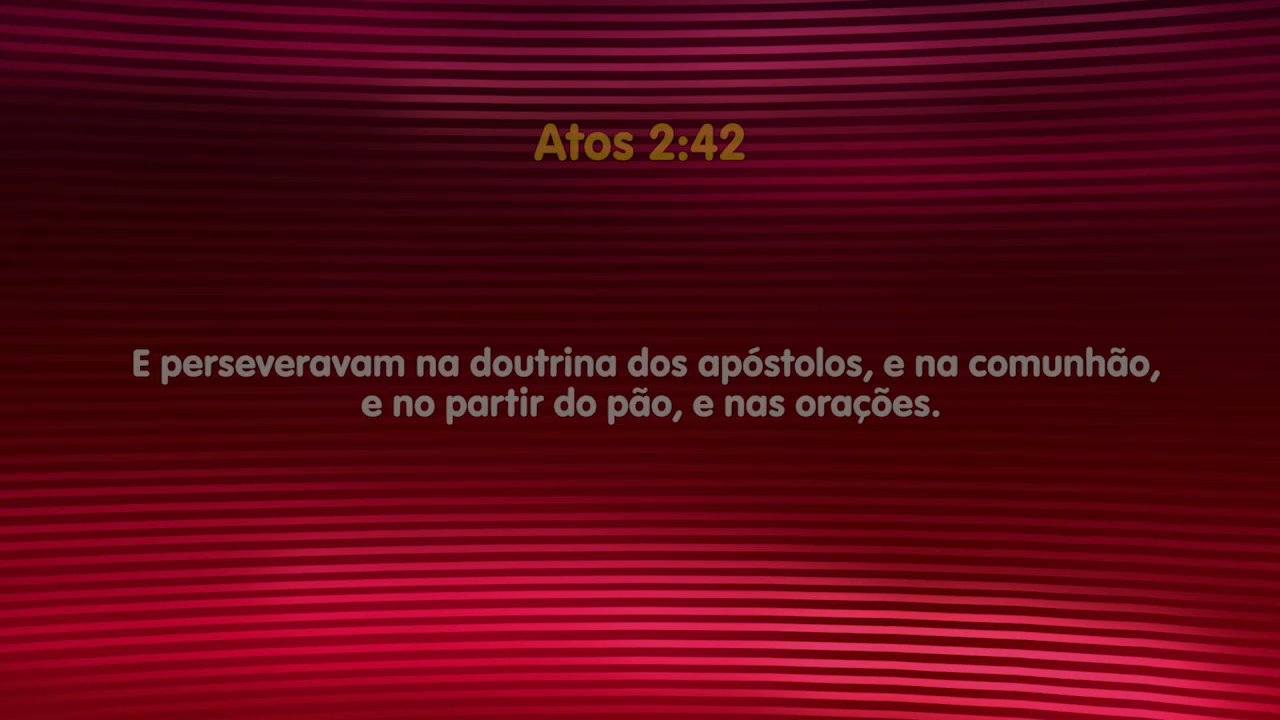 Atos 2:42
E perseveravam na doutrina dos apóstolos, e na comunhão,
e no partir do pão, e nas orações.